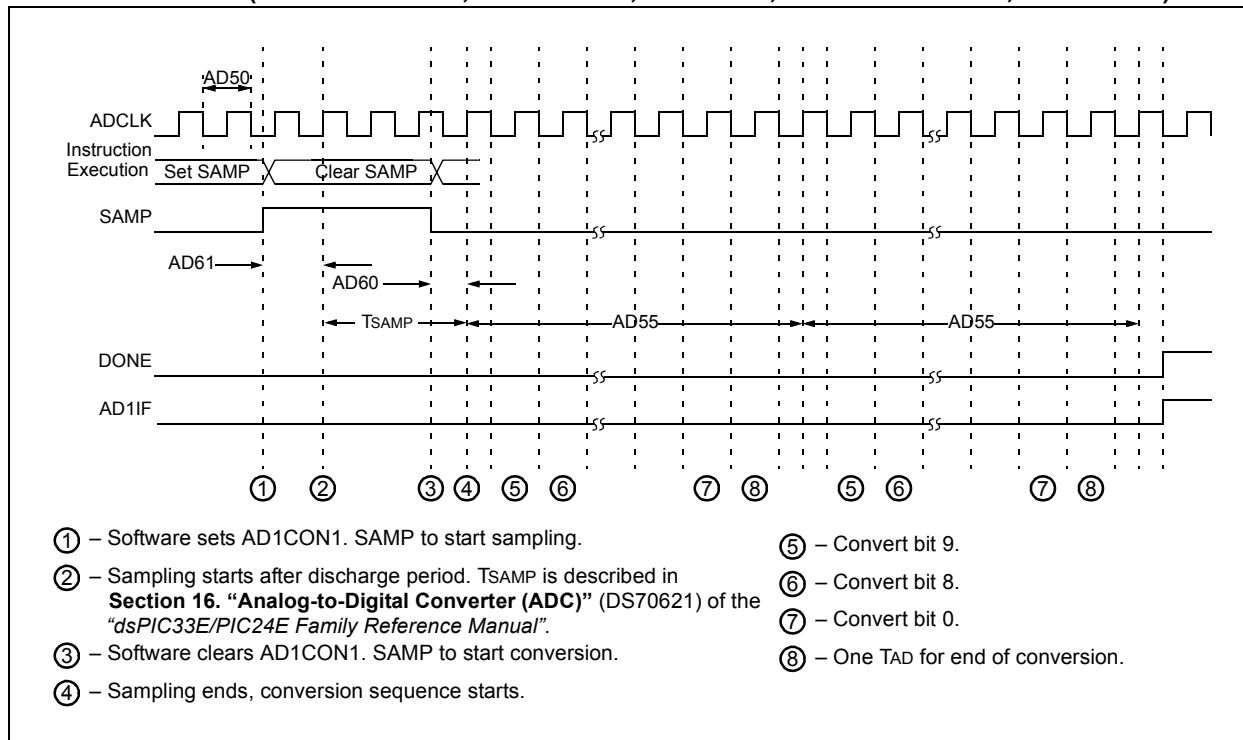 AD50
ADCLK
Instruction
Execution
Set SAMP
Clear SAMP
SAMP
AD61
AD60
TSAMP
AD55
AD55
DONE
AD1IF
1 2 3 4 5 6 7 8 5 6 7 8
1 – Software sets AD1CON1. SAMP to start sampling.
2 – Sampling starts after discharge period. TSAMP is described in
Section 16. “Analog-to-Digital Converter (ADC)” (DS70621) of the
“dsPIC33E/PIC24E Family Reference Manual”.
3 – Software clears AD1CON1. SAMP to start conversion.
4 – Sampling ends, conversion sequence starts.
5 – Convert bit 9.
6 – Convert bit 8.
7 – Convert bit 0.
8 – One TAD for end of conversion.